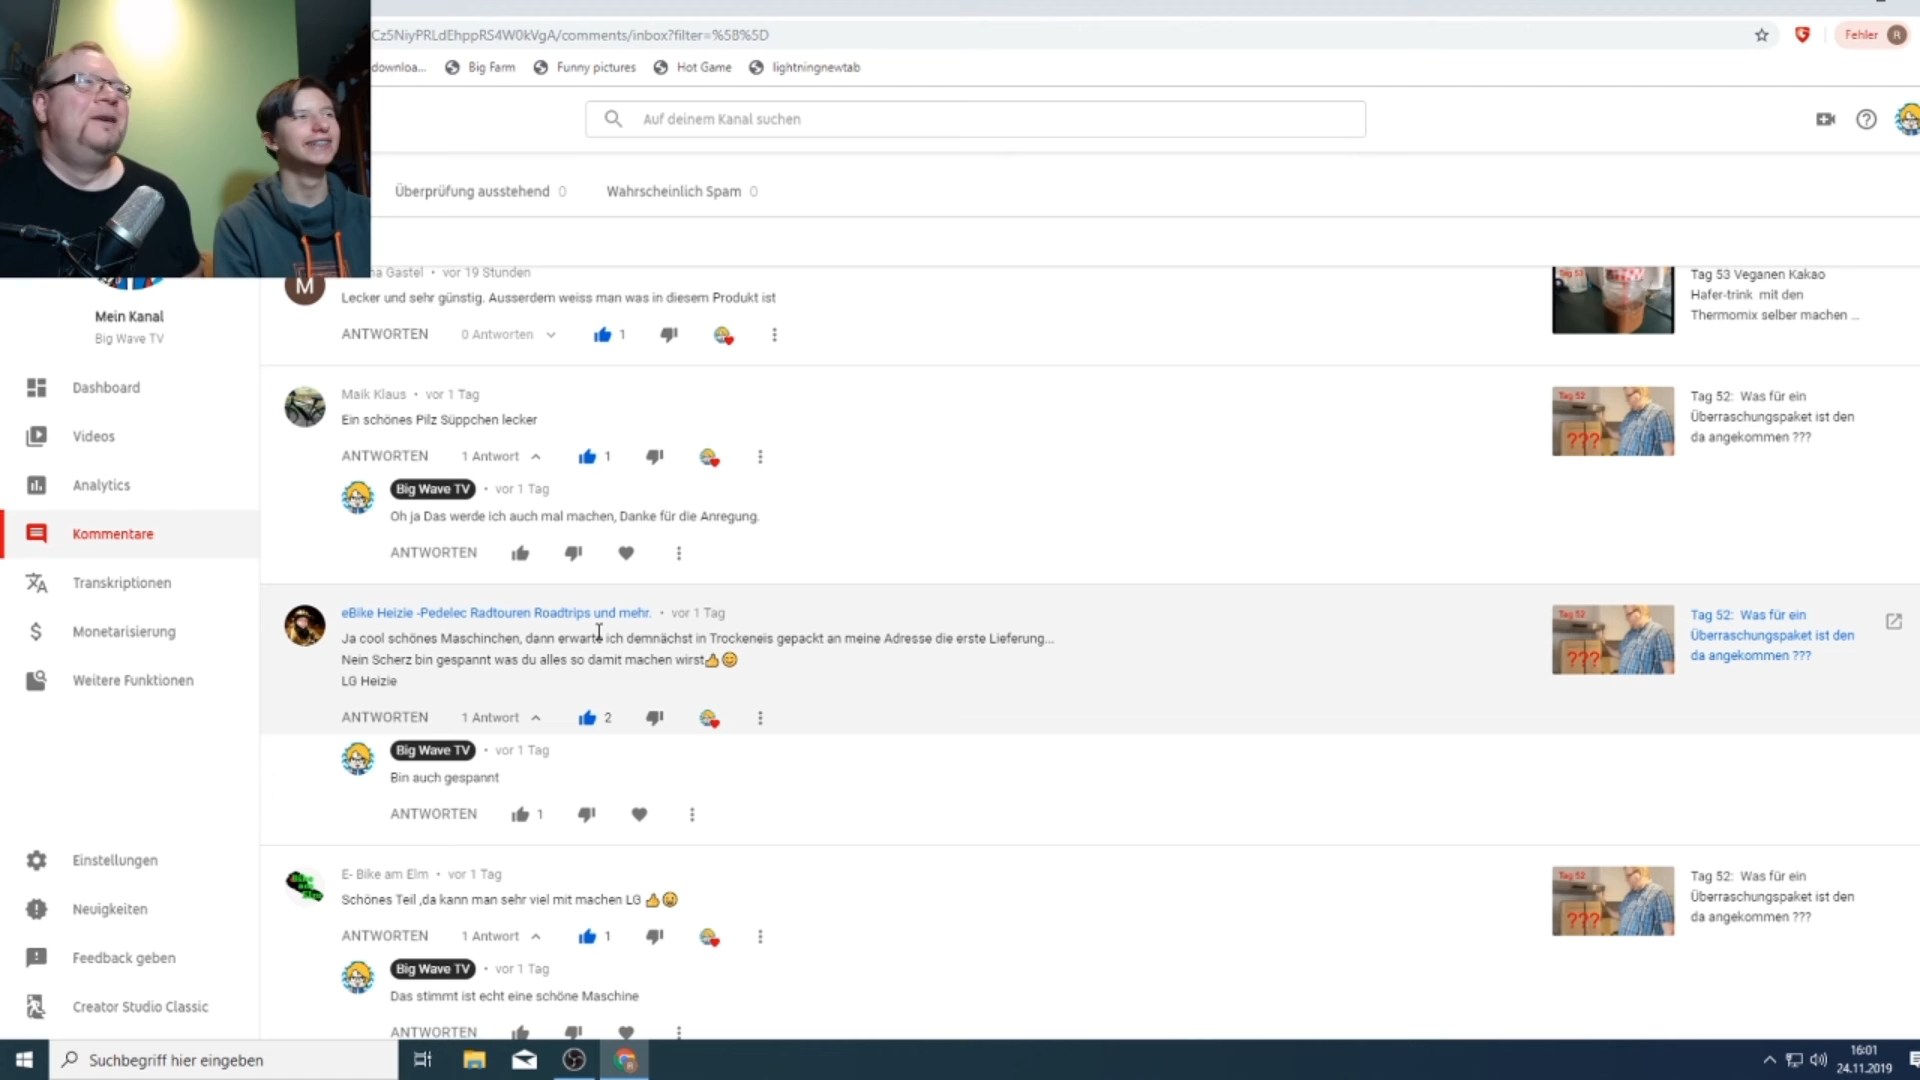 Cz5NiyPRLdEhppRS4W0kVgA/comments/inbox?filter=%5B%5D
Fehler R
downloa... Big Farm Funny pictures Hot Game lightningnewtab
Auf deinem Kanal suchen
Überprüfung ausstehend 0 Wahrscheinlich Spam 0
na Gastel • vor 19 Stunden
M
Lecker und sehr günstig. Ausserdem weiss man was in diesem Produkt ist
ANTWORTEN 0 Antworten 1
Tag 53
Tag 53 Veganen Kakao
Hafer-trink mit den
Thermomix selber machen ...
Mein Kanal
Big Wave TV
Dashboard
Videos
Analytics
Kommentare
Transkriptionen
Monetarisierung
Weitere Funktionen
Einstellungen
Neuigkeiten
Feedback geben
Creator Studio Classic
Maik Klaus • vor 1 Tag
Ein schönes Pilz Süppchen lecker
ANTWORTEN 1 Antwort 1
Big Wave TV • vor 1 Tag
Oh ja Das werde ich auch mal machen, Danke für die Anregung.
ANTWORTEN
Tag 52
???
Tag 52: Was für ein
Überraschungspaket ist den
da angekommen ???
eBike Heizie -Pedelec Radtouren Roadtrips und mehr. • vor 1 Tag
Ja cool schönes Maschinchen, dann erwarte ich demnächst in Trockeneis gepackt an meine Adresse die erste Lieferung...
Nein Scherz bin gespannt was du alles so damit machen wirst👍😊
LG Heizie
ANTWORTEN 1 Antwort 2
Big Wave TV • vor 1 Tag
Bin auch gespannt
ANTWORTEN 1
Tag 52
???
Tag 52: Was für ein
Überraschungspaket ist den
da angekommen ???
E- Bike am Elm • vor 1 Tag
Schönes Teil ,da kann man sehr viel mit machen LG 👍😉
ANTWORTEN 1 Antwort 1
Big Wave TV • vor 1 Tag
Das stimmt ist echt eine schöne Maschine
ANTWORTEN
Tag 52
???
Tag 52: Was für ein
Überraschungspaket ist den
da angekommen ???
Suchbegriff hier eingeben
16:01
24.11.2019